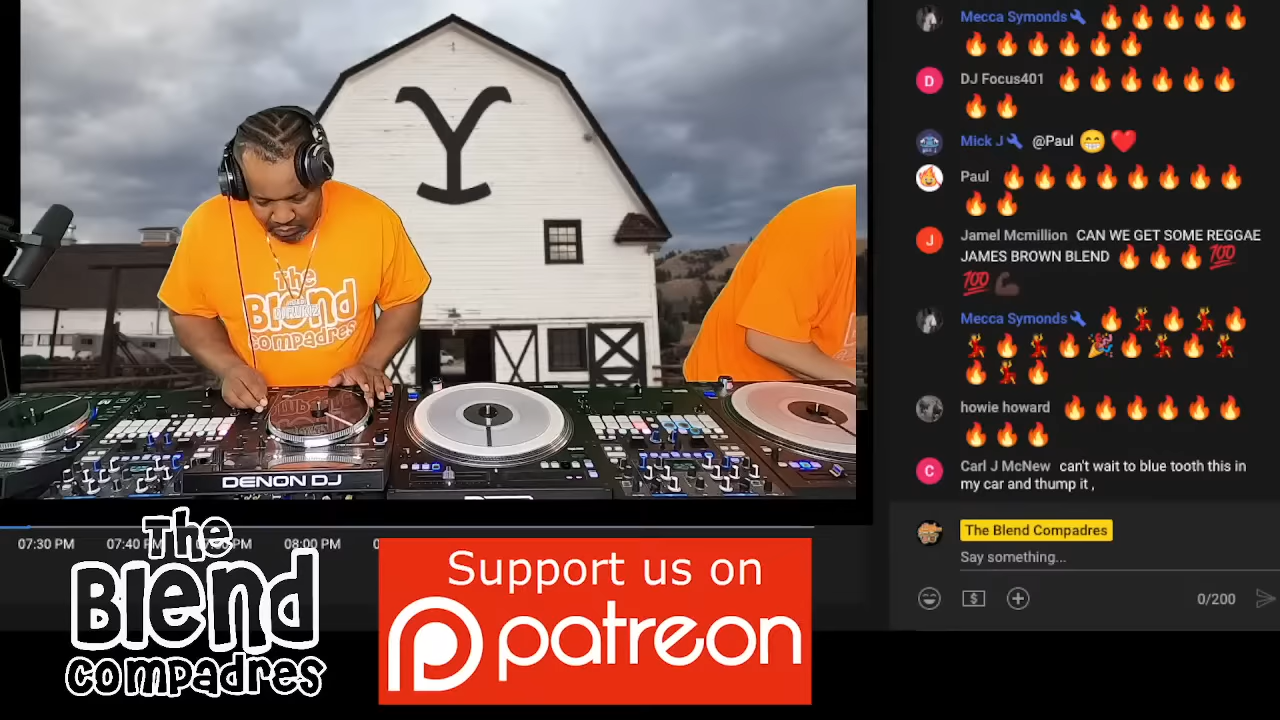 Y
The
Blend
compadres
DENON DJ
Mecca Symonds
DJ Focus401
Mick J @Paul
Paul
Jamel Mcmillion CAN WE GET SOME REGGAE
JAMES BROWN BLEND 100
100
Mecca Symonds
howie howard
Carl J McNew can't wait to blue tooth this in
my car and thump it ,
The Blend Compadres
Say something...
0/200
07:30 PM 07:40 PM 08:00 PM
The
Blend
compadres
Support us on
patreon